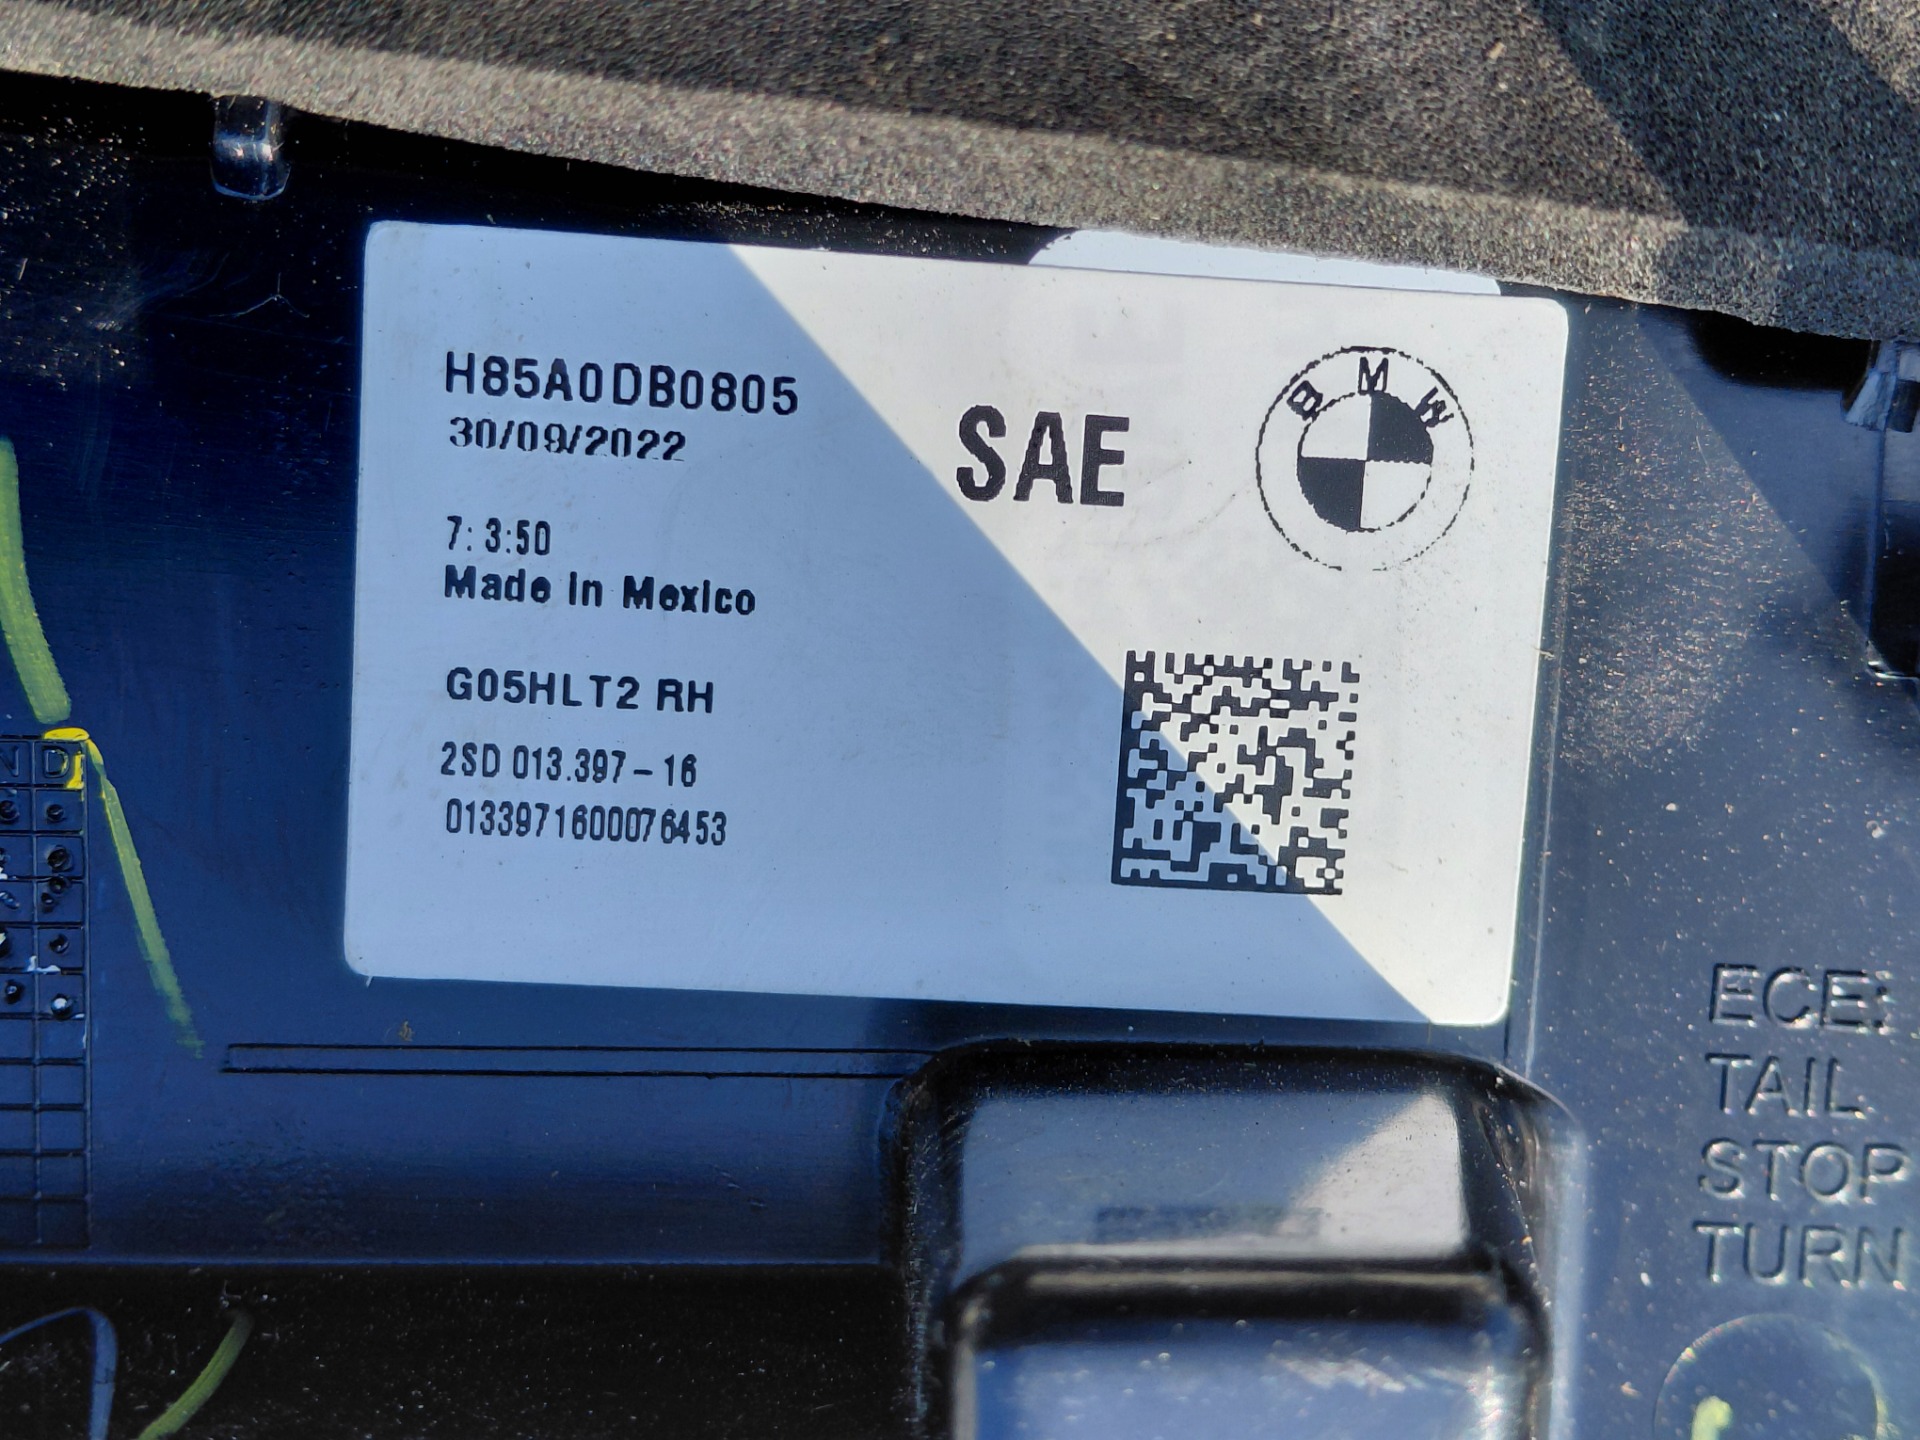 H85A0DB0805
30/09/2022
SAE
BMW
7: 3:50
Made In Mexico
G05HLT2 RH
2SD 013.397-16
0133971600076453
N D
ECE:
TAIL
STOP
TURN